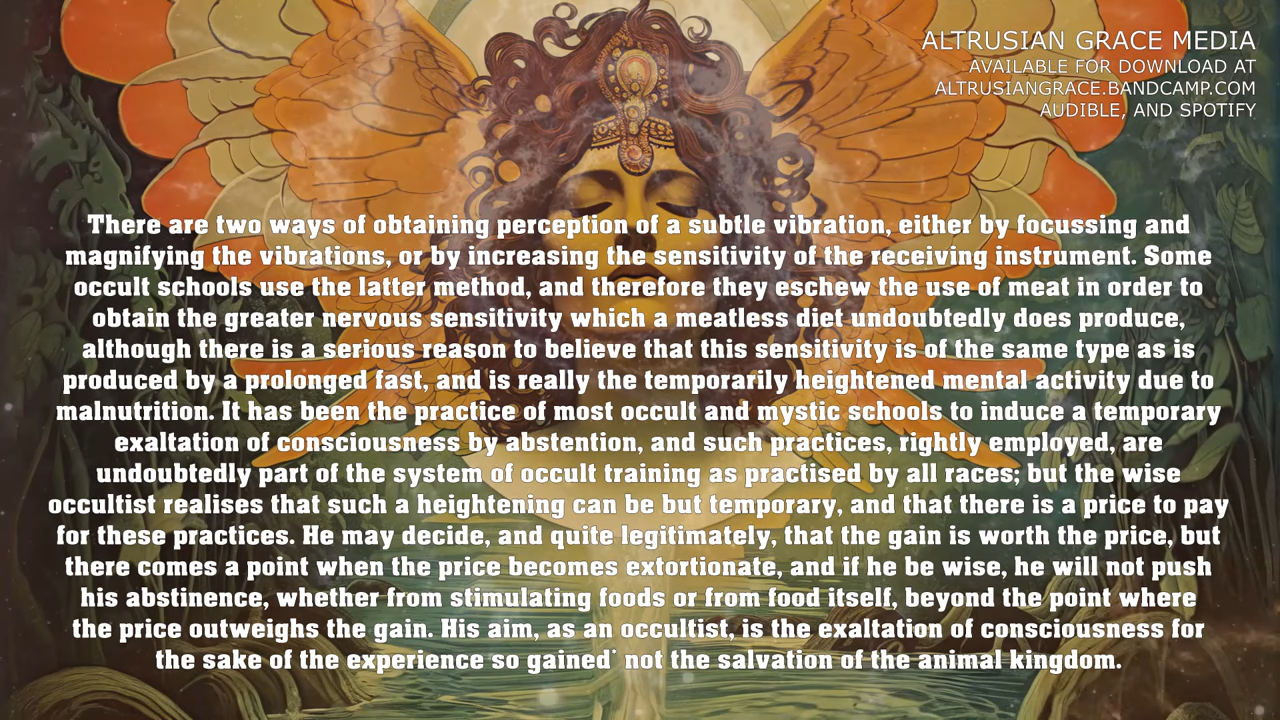 ALTRUSIAN GRACE MEDIA
AVAILABLE FOR DOWNLOAD AT
ALTRUSIANGRACE.BANDCAMP.COM
AUDIBLE, AND SPOTIFY
There are two ways of obtaining perception of a subtle vibration, either by focussing and
magnifying the vibrations, or by increasing the sensitivity of the receiving instrument. Some
occult schools use the latter method, and therefore they eschew the use of meat in order to
obtain the greater nervous sensitivity which a meatless diet undoubtedly does produce,
although there is a serious reason to believe that this sensitivity is of the same type as is
produced by a prolonged fast, and is really the temporarily heightened mental activity due to
malnutrition. It has been the practice of most occult and mystic schools to induce a temporary
exaltation of consciousness by abstention, and such practices, rightly employed, are
undoubtedly part of the system of occult training as practised by all races; but the wise
occultist realises that such a heightening can be but temporary, and that there is a price to pay
for these practices. He may decide, and quite legitimately, that the gain is worth the price, but
there comes a point when the price becomes extortionate, and if he be wise, he will not push
his abstinence, whether from stimulating foods or from food itself, beyond the point where
the price outweighs the gain. His aim, as an occultist, is the exaltation of consciousness for
the sake of the experience so gained' not the salvation of the animal kingdom.